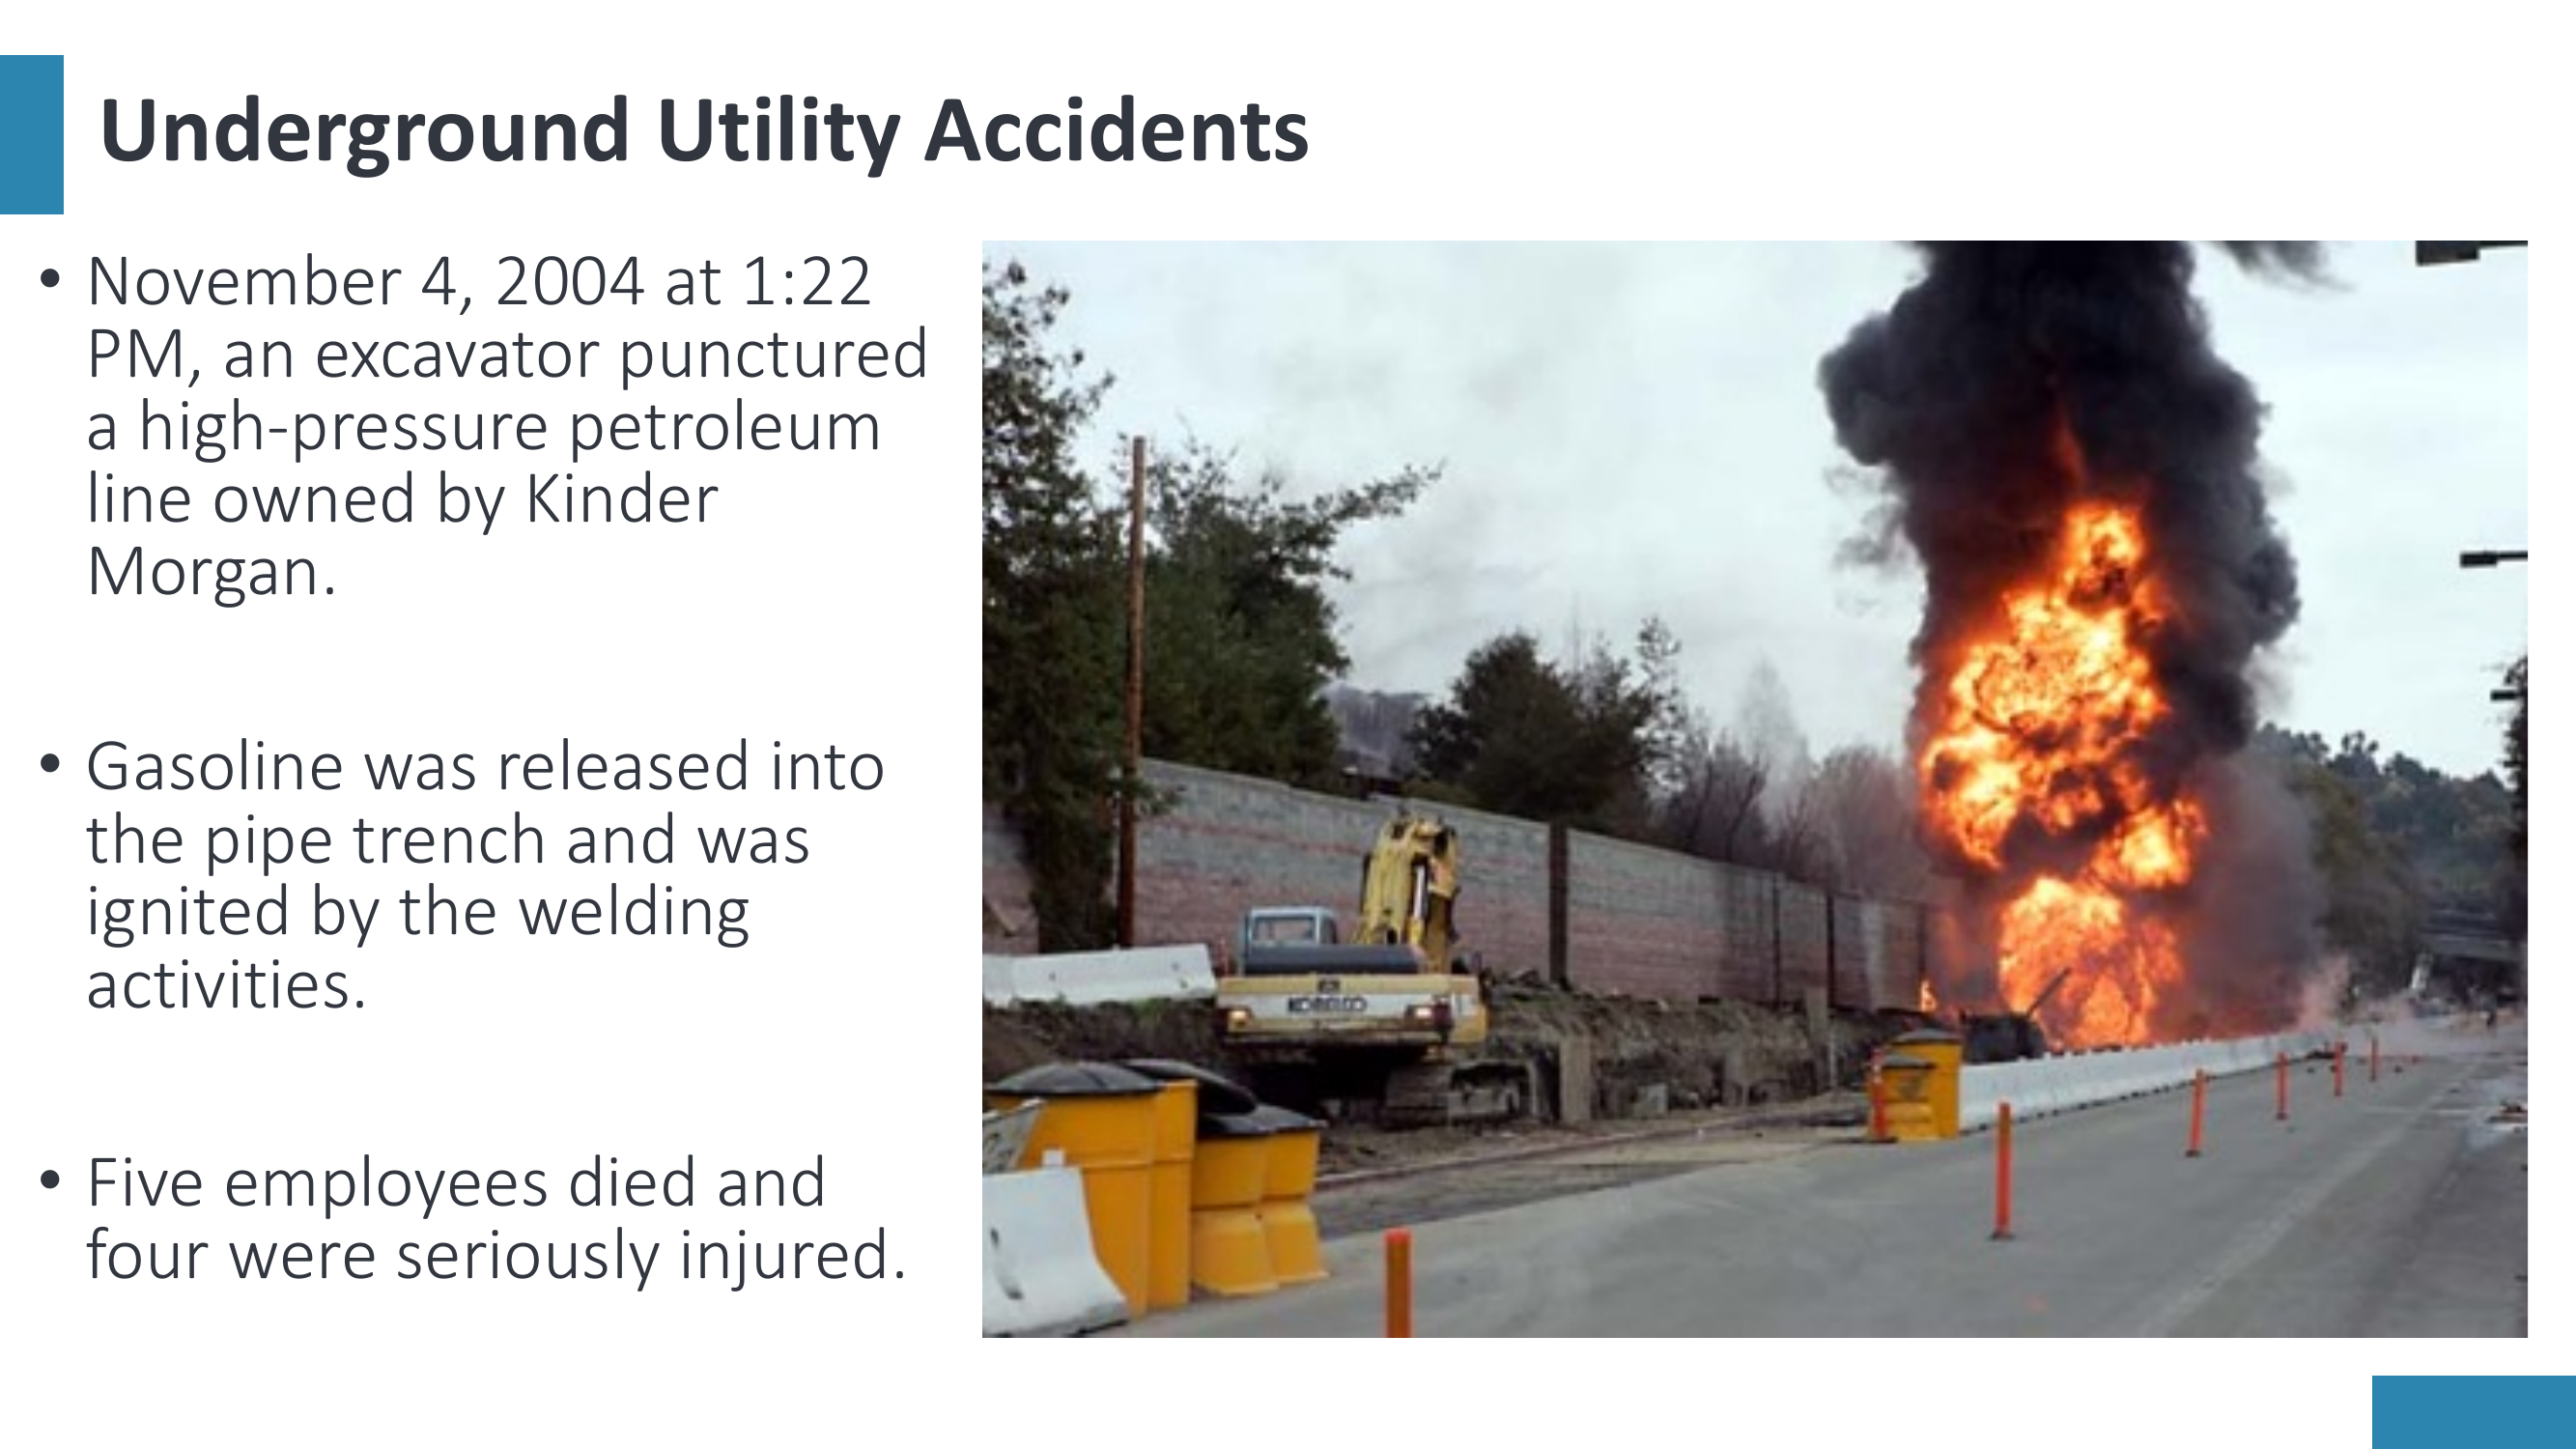 Underground Utility Accidents
• November 4, 2004 at 1:22
PM, an excavator punctured
a high-pressure petroleum
line owned by Kinder
Morgan.
• Gasoline was released into
the pipe trench and was
ignited by the welding
activities.
• Five employees died and
four were seriously injured.
KOBELCO